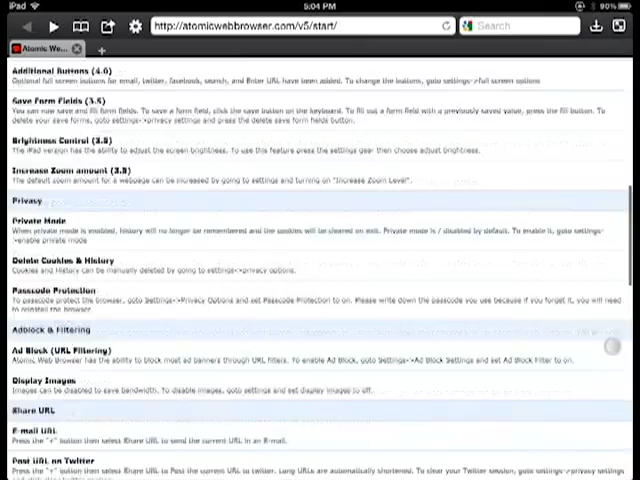 iPad
5:04 PM
90%
http://atomicwebbrowser.com/v5/start/
Search
Atomic We...
Additional Buttons (4.0)
Optional full screen buttons for email, twitter, facebook, search, and Enter URL have been added. To change the buttons, goto settings->full screen options
Save Form Fields (3.5)
You can now save and fill form fields. To save a form field, click the save button on the keyboard. To fill out a form field with a previously saved value, press the fill button. To
delete your save forms, goto settings->privacy settings and press the delete save form fields button.
Brightness Control (3.2)
The iPad version has the ability to adjust the screen brightness. To use this feature press the settings gear then choose adjust brightness.
Increase Zoom amount (3.2)
The default zoom amount for a webpage can be increased by going to settings and turning on "Increase Zoom Level".
Privacy
Private Mode
When private mode is enabled, history will no longer be remembered and the cookies will be cleared on exit. Private mode is / disabled by default. To enable it, goto settings-
>enable private mode
Delete Cookies & History
Cookies and History can be manually deleted by going to settings->privacy options.
Passcode Protection
To passcode protect the browser, goto Settings->Privacy Options and set Passcode Protection to on. Please write down the passcode you use because if you forget it, you will need
to reinstall the browser.
Adblock & Filtering
Ad Block (URL Filtering)
Atomic Web Browser has the ability to block most ad banners through URL filters. To enable Ad Block, goto Settings->Ad Block Settings and set Ad Block Filter to on.
Display Images
Images can be disabled to save bandwidth. To disable images, goto settings and set display images to off.
Share URL
E-mail URL
Press the "+" button then select Share URL to send the current URL in an E-mail.
Post URL on Twitter
Press the "+" button then select Share URL to Post the current URL to twitter. Long URLs are automatically shortened. To clear your Twitter session, goto settings->privacy settings